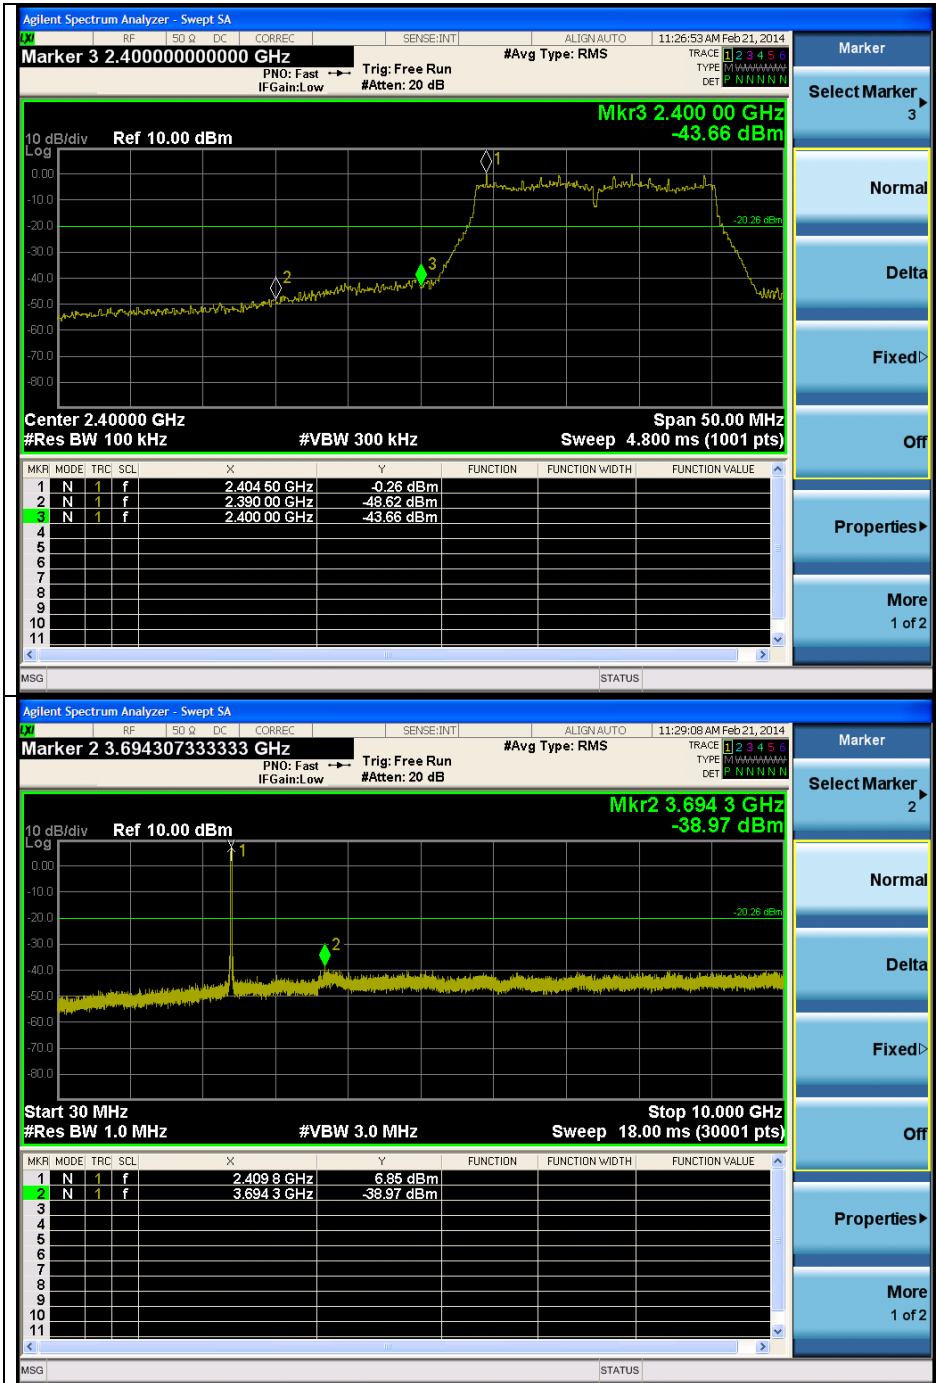 Agilent Spectrum Analyzer - Swept SA
LXI RF 50 Ω DC CORREC SENSE:INT ALIGN AUTO 11:26:53 AM Feb 21, 2014
Marker 3 2.400000000000 GHz
PNO: Fast
IFGain:Low
Trig: Free Run
#Atten: 20 dB
#Avg Type: RMS
TRACE 1 2 3 4 5 6
TYPE M WWWWW
DET P N N N N N
Mkr3 2.400 00 GHz
-43.66 dBm
10 dB/div Ref 10.00 dBm
Log
0.00
-10.0
-20.0
-30.0
-40.0
-50.0
-60.0
-70.0
-80.0
1
2
3
-20.26 dBm
Center 2.40000 GHz Span 50.00 MHz
#Res BW 100 kHz #VBW 300 kHz Sweep 4.800 ms (1001 pts)
MKR MODE TRC SCL X Y FUNCTION FUNCTION WIDTH FUNCTION VALUE
1 N 1 f 2.404 50 GHz -0.26 dBm
2 N 1 f 2.390 00 GHz -48.62 dBm
3 N 1 f 2.400 00 GHz -43.66 dBm
4
5
6
7
8
9
10
11
MSG STATUS
Marker
Select Marker
3
Normal
Delta
Fixed
Off
Properties
More
1 of 2
Agilent Spectrum Analyzer - Swept SA
LXI RF 50 Ω DC CORREC SENSE:INT ALIGN AUTO 11:29:08 AM Feb 21, 2014
Marker 2 3.694307333333 GHz
PNO: Fast
IFGain:Low
Trig: Free Run
#Atten: 20 dB
#Avg Type: RMS
TRACE 1 2 3 4 5 6
TYPE M WWWWW
DET P N N N N N
Mkr2 3.694 3 GHz
-38.97 dBm
10 dB/div Ref 10.00 dBm
Log
0.00
-10.0
-20.0
-30.0
-40.0
-50.0
-60.0
-70.0
-80.0
1
2
-20.26 dBm
Start 30 MHz Stop 10.000 GHz
#Res BW 1.0 MHz #VBW 3.0 MHz Sweep 18.00 ms (30001 pts)
MKR MODE TRC SCL X Y FUNCTION FUNCTION WIDTH FUNCTION VALUE
1 N 1 f 2.409 8 GHz 6.85 dBm
2 N 1 f 3.694 3 GHz -38.97 dBm
3
4
5
6
7
8
9
10
11
MSG STATUS
Marker
Select Marker
2
Normal
Delta
Fixed
Off
Properties
More
1 of 2